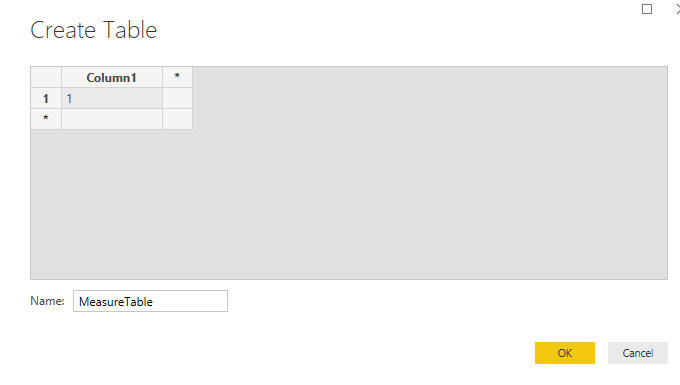 Create Table
Column1 *
1 1
*
Name: MeasureTable
OK Cancel